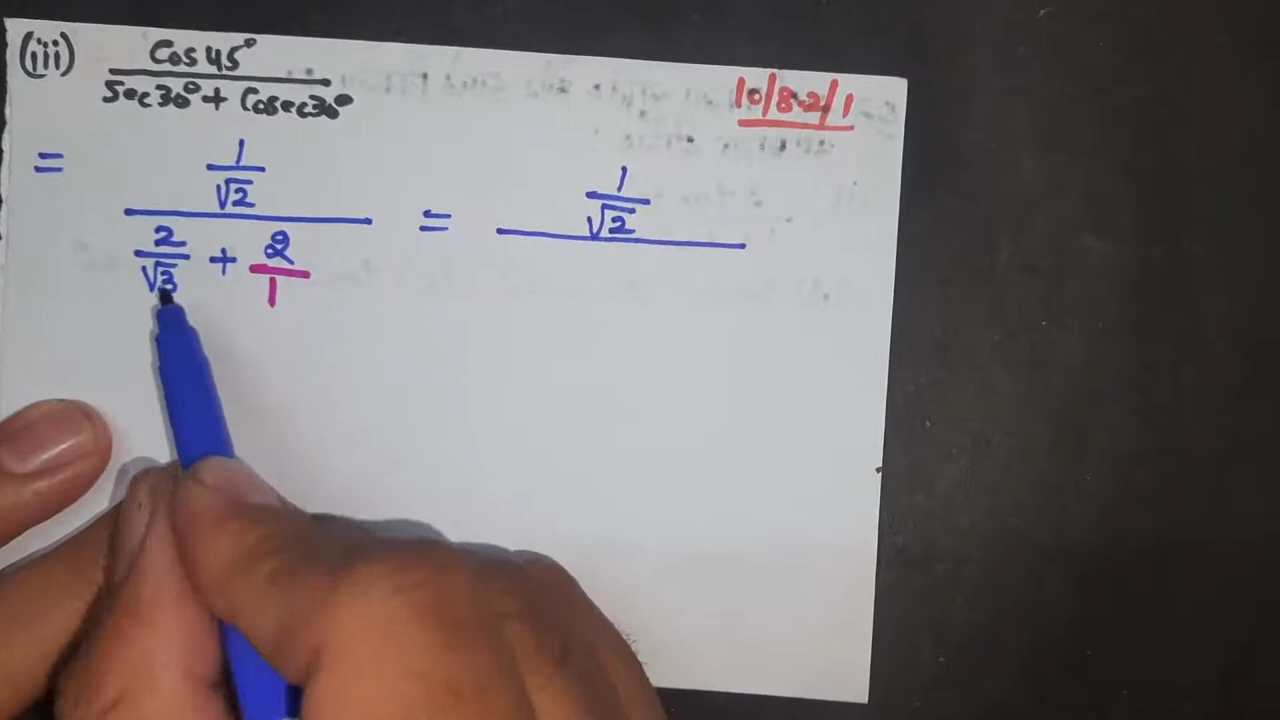 (iii) Cos 45°
Sec 30° + Cosec 30°
10/8.2/1
= 1/√2 = 1/√2
2/√3 + 2/1